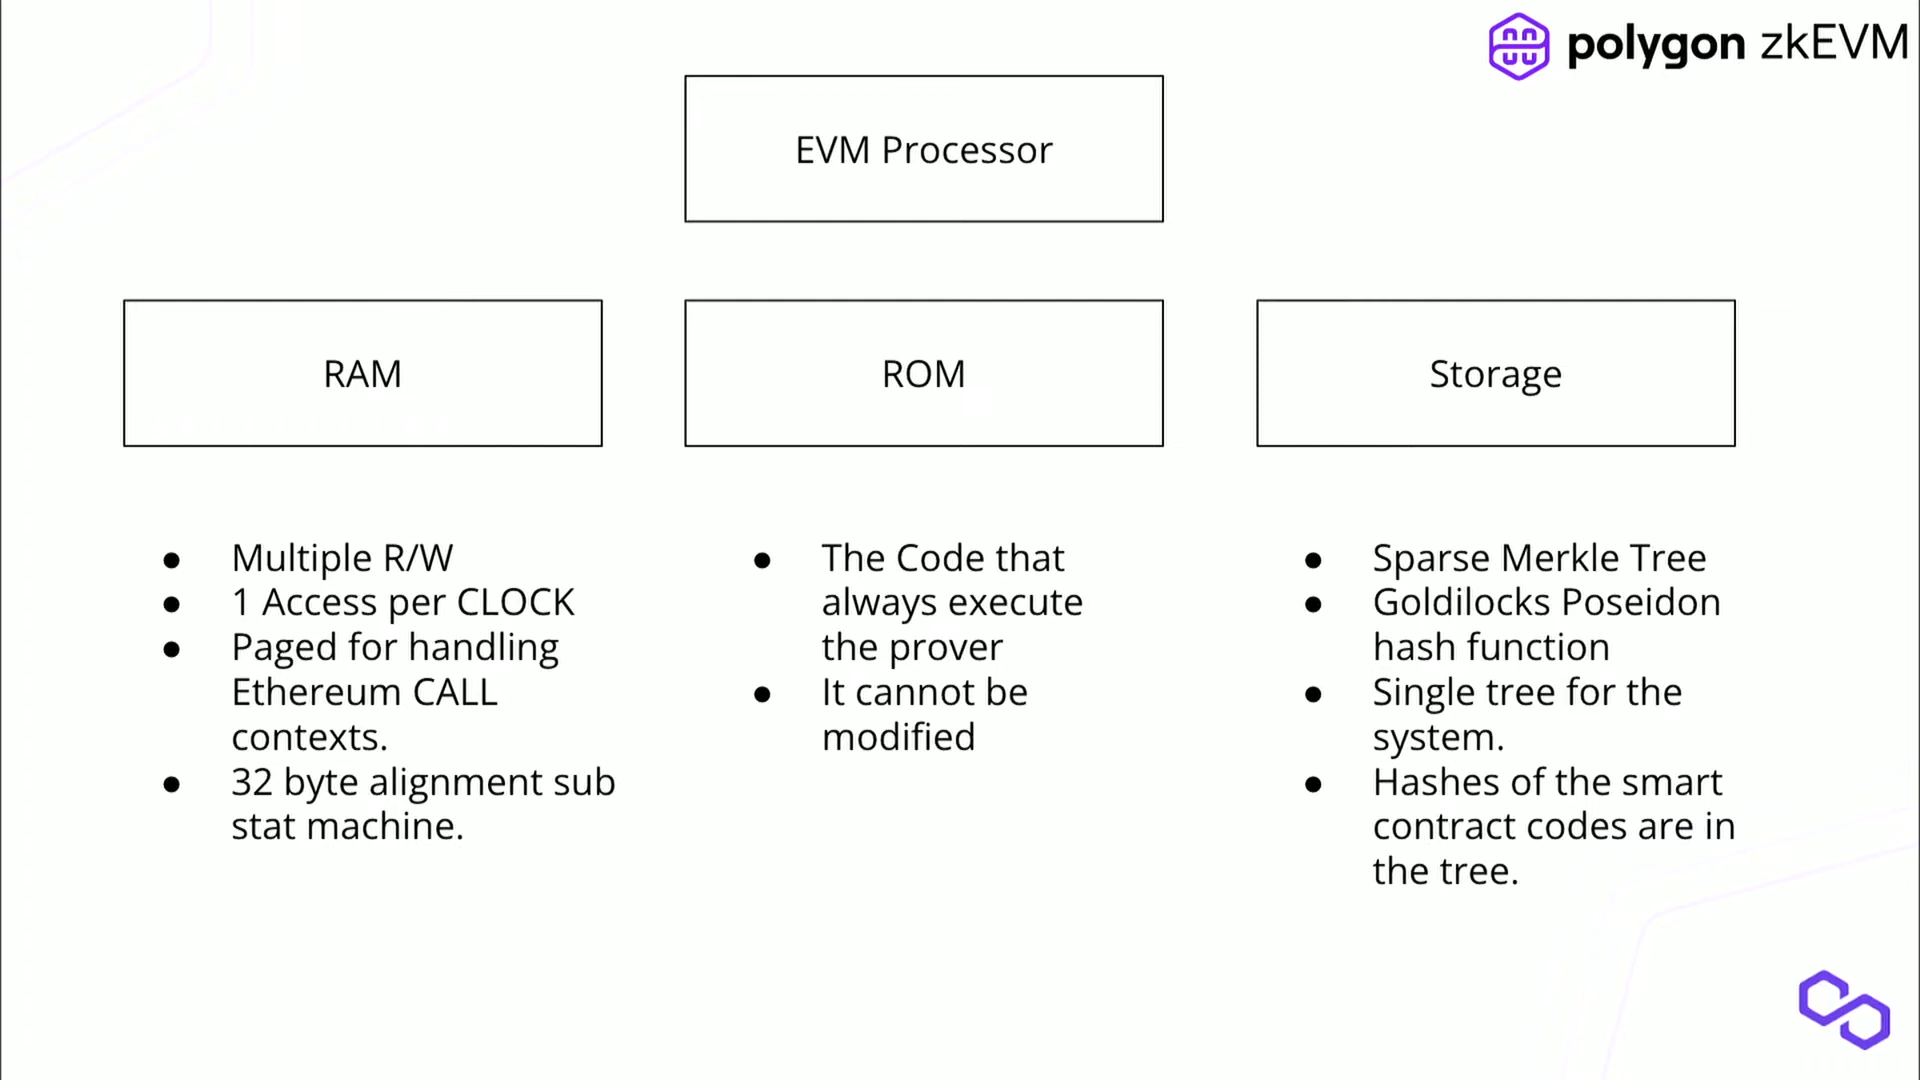 polygon zkEVM
EVM Processor
RAM
ROM
Storage
● Multiple R/W
● 1 Access per CLOCK
● Paged for handling
Ethereum CALL
contexts.
● 32 byte alignment sub
stat machine.
● The Code that
always execute
the prover
● It cannot be
modified
● Sparse Merkle Tree
● Goldilocks Poseidon
hash function
● Single tree for the
system.
● Hashes of the smart
contract codes are in
the tree.